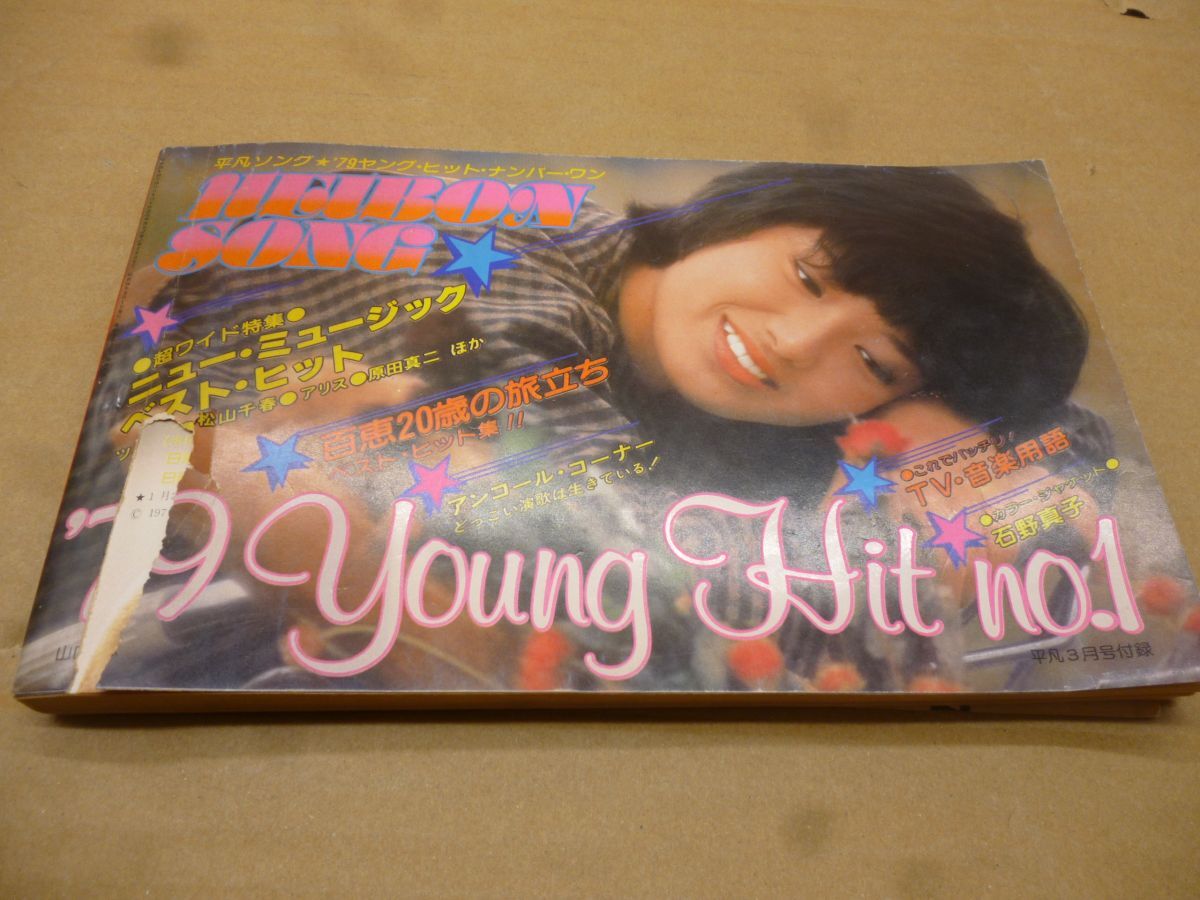 平凡ソング★'79ヤング・ヒット・ナンバー・ワン
HEIBON
SONG
●超ワイド特集●
ニュー・ミュージック
ベスト・ヒット
松山千春●アリス●原田真二 ほか
百恵20歳の旅立ち
ベスト・ヒット集!!
アンコール・コーナー
どっこい演歌は生きている!
●これでバッチリ!
TV・音楽用語
●カラー・ジャケット●
石野真子
★1月
© 197
'79 Young Hit no.1
山
平凡3月号付録